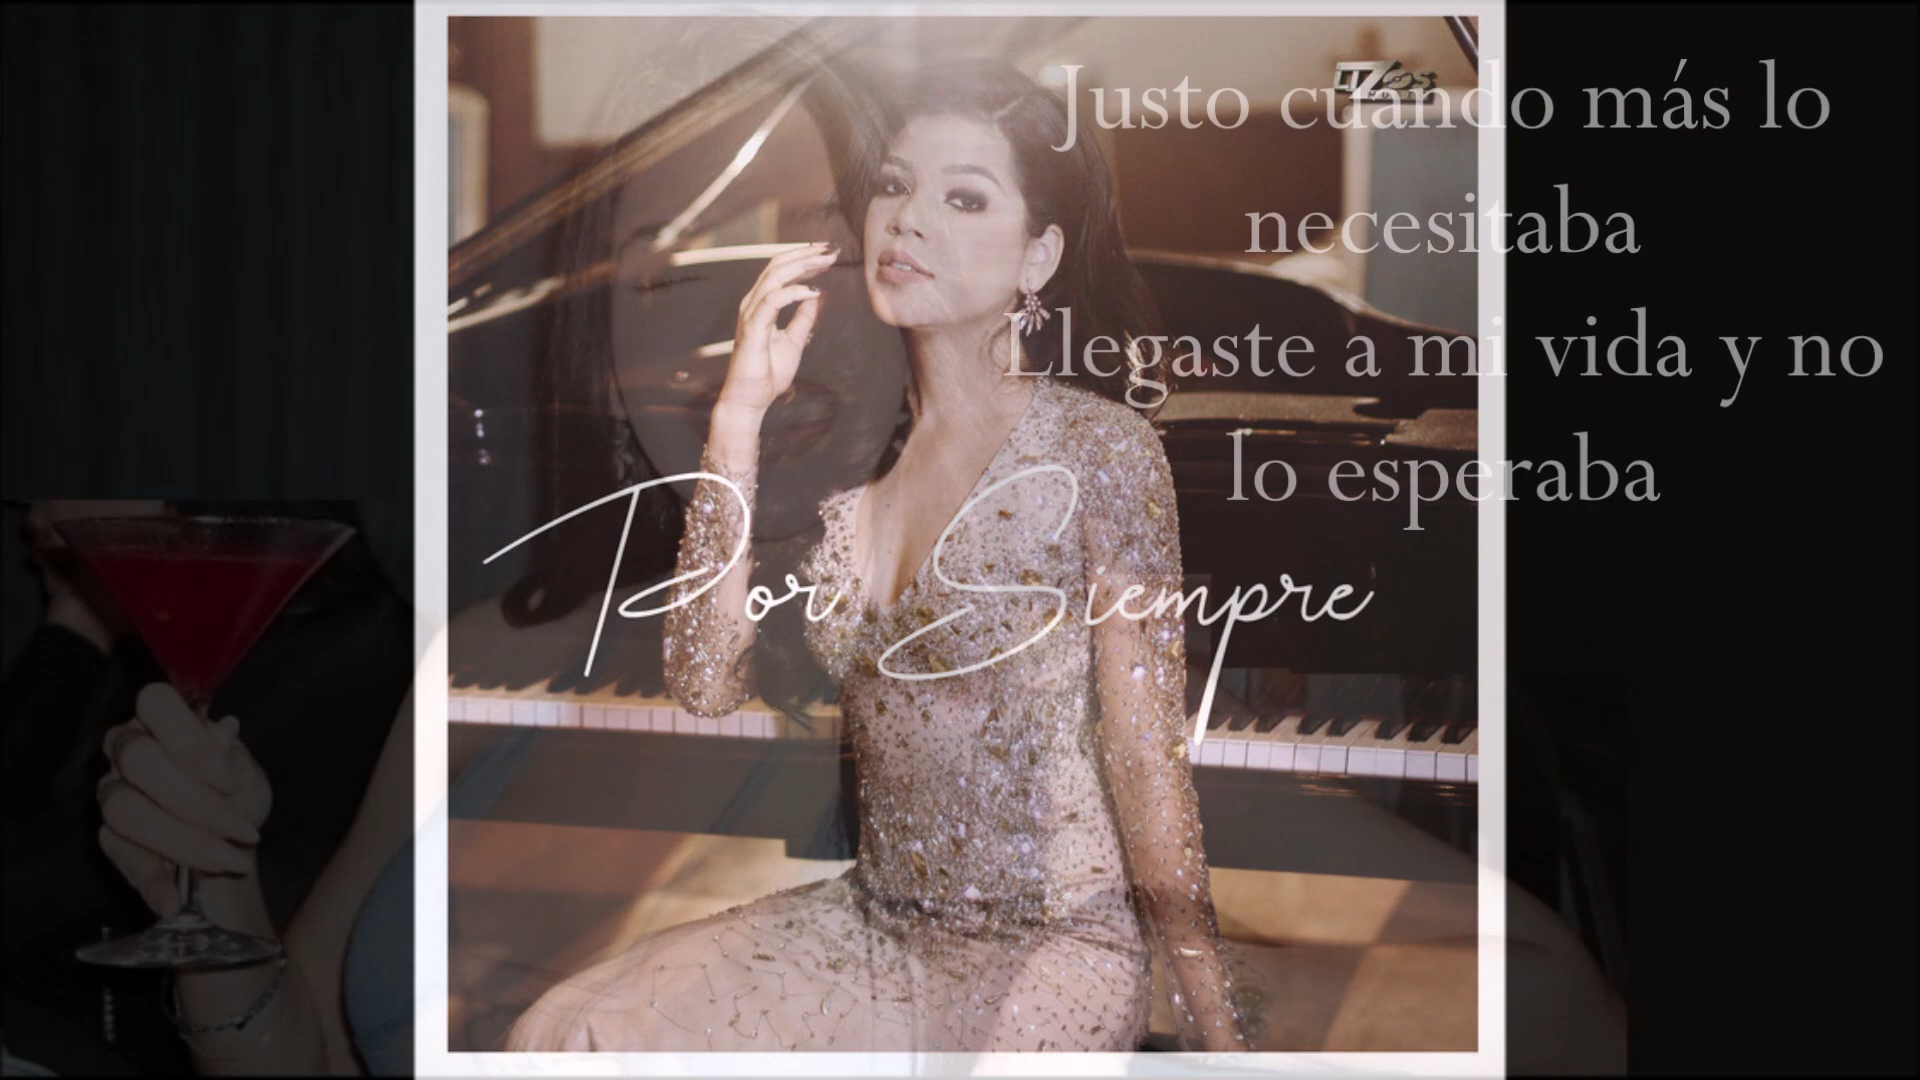 Justo cuando más lo
necesitaba
Llegaste a mi vida y no
lo esperaba
Por Siempre